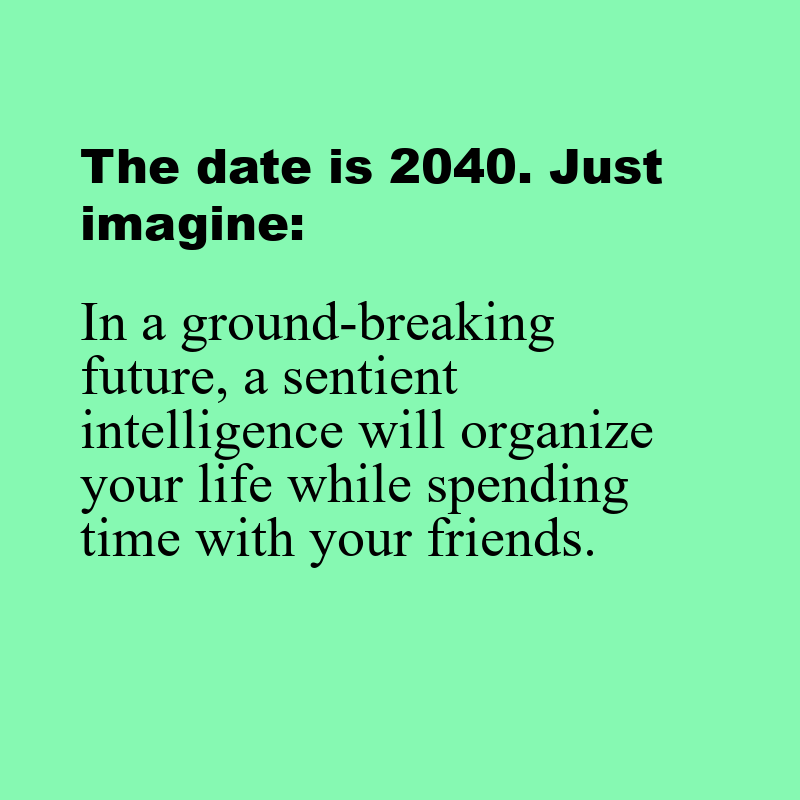 The date is 2040. Just
imagine:
In a ground-breaking
future, a sentient
intelligence will organize
your life while spending
time with your friends.